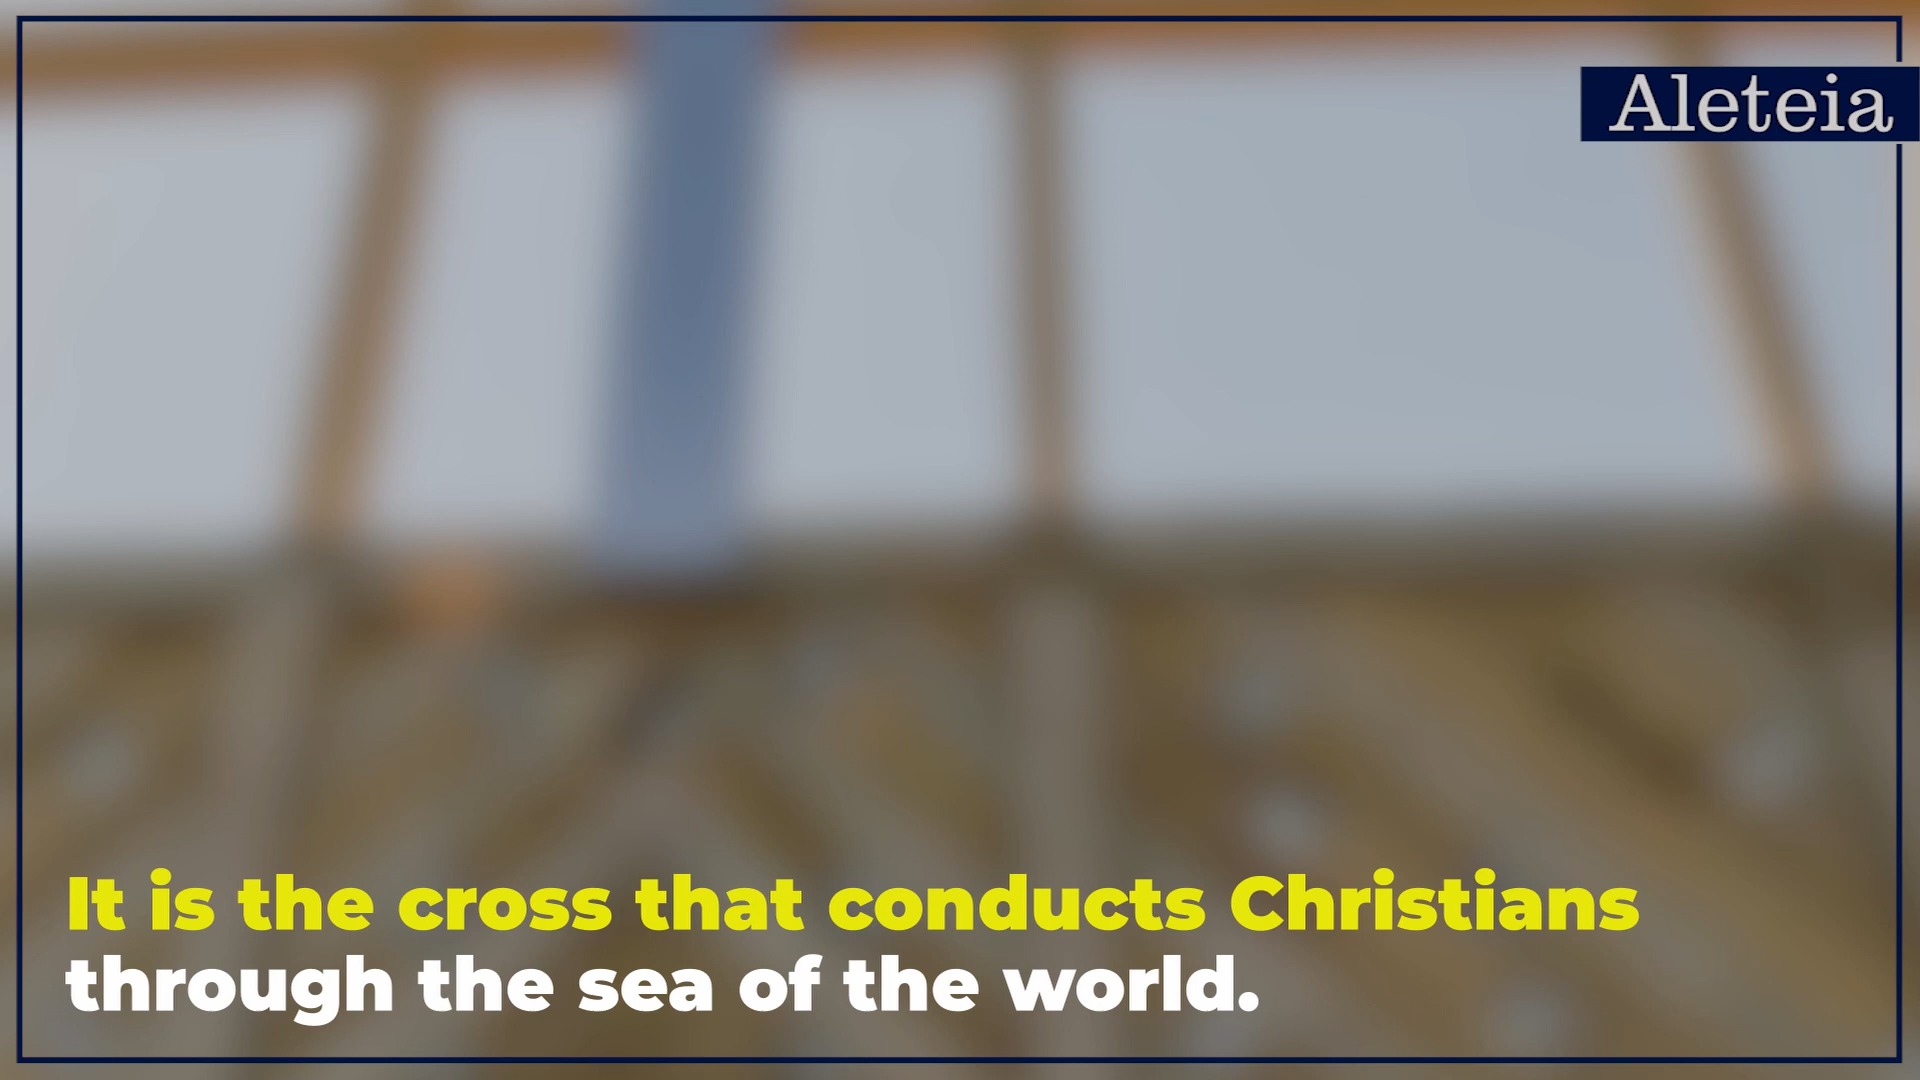 Aleteia
It is the cross that conducts Christians
through the sea of the world.